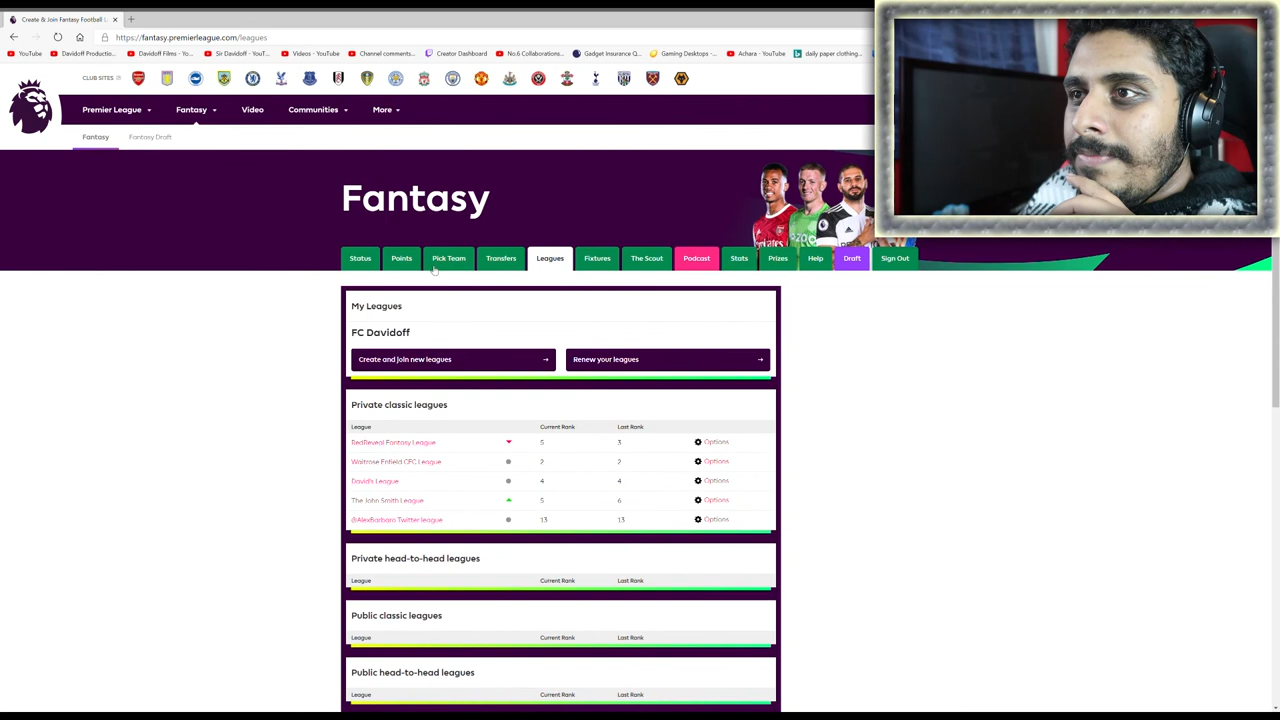 Create & Join Fantasy Football L
https://fantasy.premierleague.com/leagues
YouTube Davidoff Productio... Davidoff Films - Yo... Sir Davidoff - YouT... Videos - YouTube Channel comments... Creator Dashboard No.6 Collaborations... Gadget Insurance Q... Gaming Desktops -... Achara - YouTube daily paper clothing...
CLUB SITES
Premier League Fantasy Video Communities More
Fantasy Fantasy Draft
Fantasy
Status Points Pick Team Transfers Leagues Fixtures The Scout Podcast Stats Prizes Help Draft Sign Out
My Leagues
FC Davidoff
Create and join new leagues → Renew your leagues →
Private classic leagues
League Current Rank Last Rank
RedReveal Fantasy League 5 3 Options
Waitrose Enfield CFC League 2 2 Options
David's League 4 4 Options
The John Smith League 5 6 Options
@AlexBarbaro Twitter league 13 13 Options
Private head-to-head leagues
League Current Rank Last Rank
Public classic leagues
League Current Rank Last Rank
Public head-to-head leagues
League Current Rank Last Rank